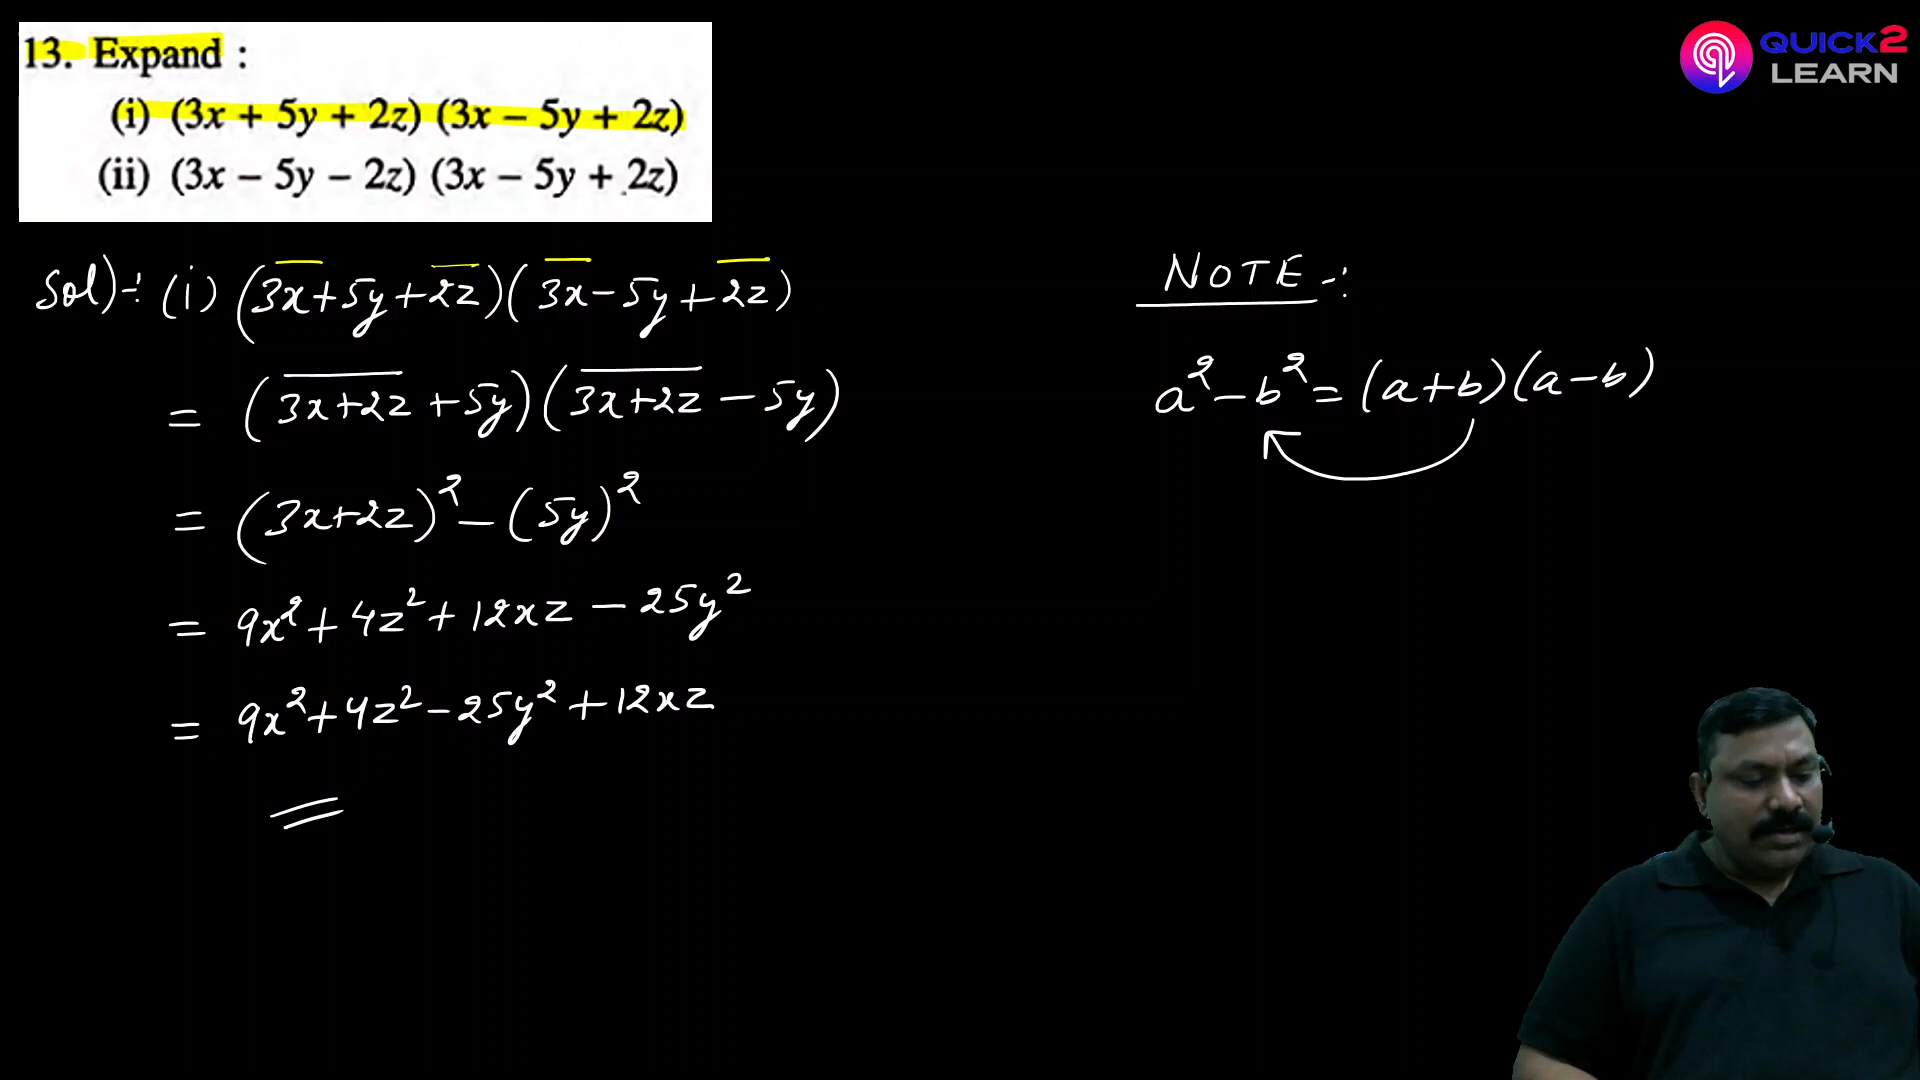 13. Expand :
(i) (3x + 5y + 2z) (3x – 5y + 2z)
(ii) (3x – 5y – 2z) (3x – 5y + 2z)
QUICK2
LEARN
Sol):- (i) (3x+5y+2z)(3x-5y+2z)
= (3x+2z +5y)(3x+2z - 5y)
= (3x+2z)² - (5y)²
= 9x²+4z²+12xz - 25y²
= 9x²+4z²-25y²+12xz
NOTE -:
a²-b²=(a+b)(a-b)